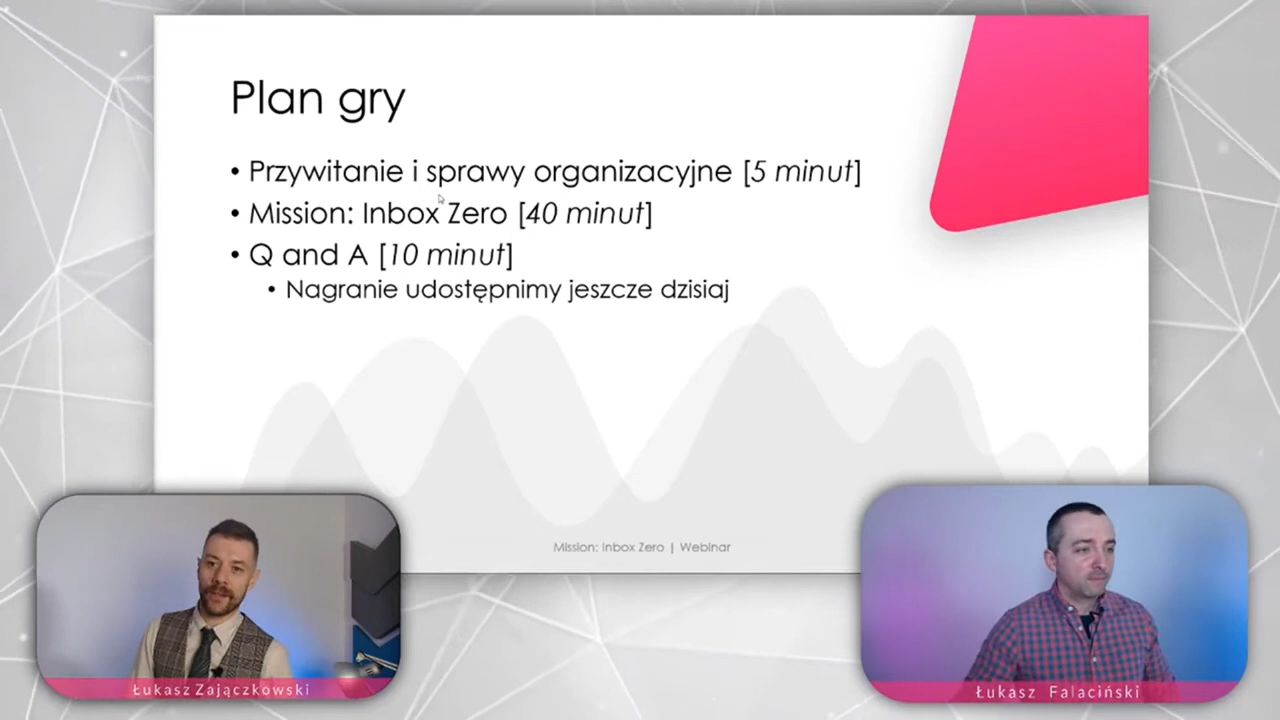 Plan gry
• Przywitanie i sprawy organizacyjne [5 minut]
• Mission: Inbox Zero [40 minut]
• Q and A [10 minut]
• Nagranie udostępnimy jeszcze dzisiaj
Mission: Inbox Zero | Webinar
Łukasz Zajączkowski
Łukasz Falaciński